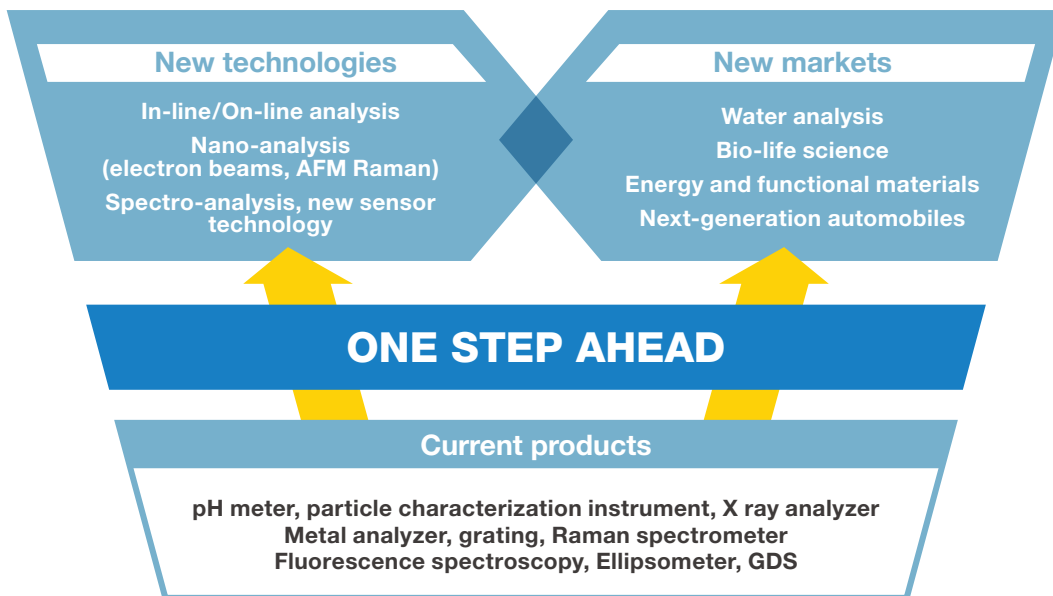 New technologies
In-line/On-line analysis
Nano-analysis
(electron beams, AFM Raman)
Spectro-analysis, new sensor
technology
New markets
Water analysis
Bio-life science
Energy and functional materials
Next-generation automobiles
ONE STEP AHEAD
Current products
pH meter, particle characterization instrument, X ray analyzer
Metal analyzer, grating, Raman spectrometer
Fluorescence spectroscopy, Ellipsometer, GDS